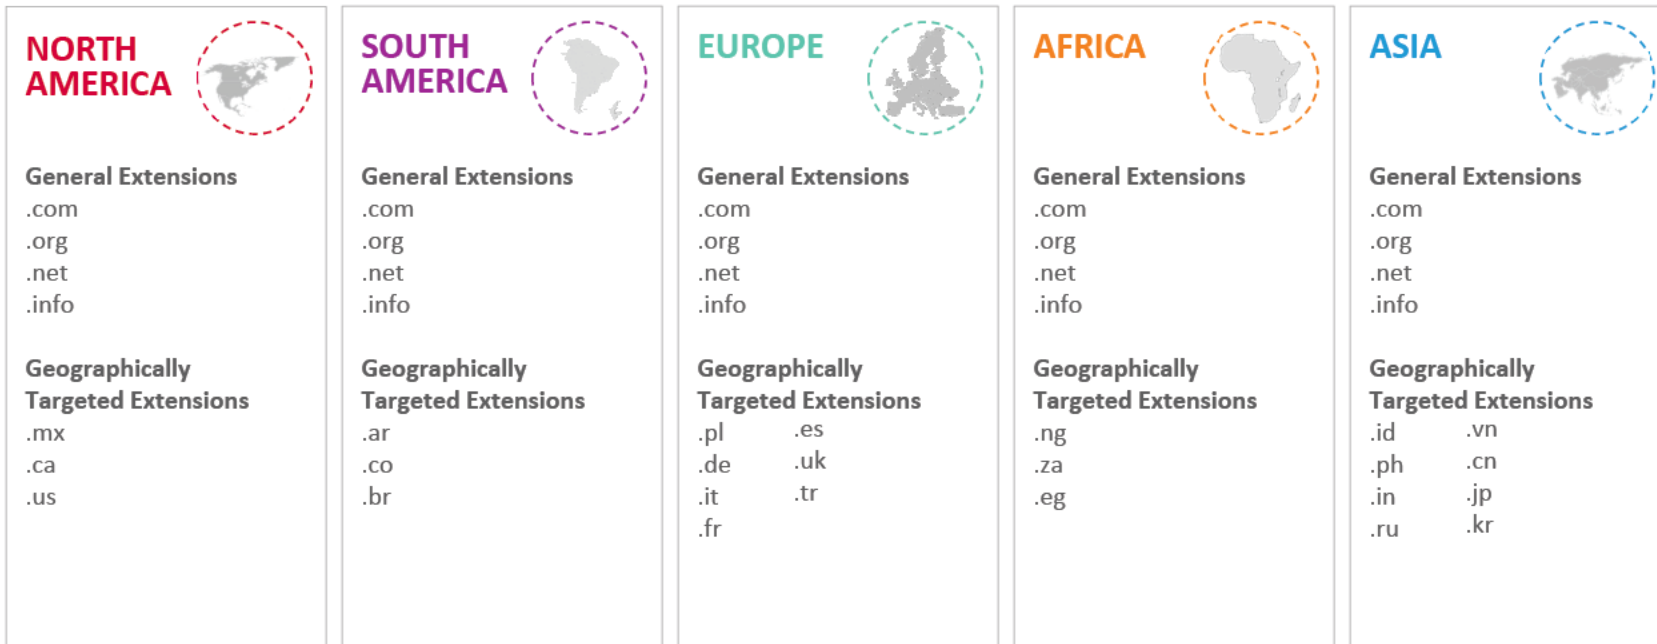 NORTH
AMERICA
General Extensions
.com
.org
.net
.info
Geographically
Targeted Extensions
.mx
.ca
.us
SOUTH
AMERICA
General Extensions
.com
.org
.net
.info
Geographically
Targeted Extensions
.ar
.co
.br
EUROPE
General Extensions
.com
.org
.net
.info
Geographically
Targeted Extensions
.pl
.de
.it
.fr
.es
.uk
.tr
AFRICA
General Extensions
.com
.org
.net
.info
Geographically
Targeted Extensions
.ng
.za
.eg
ASIA
General Extensions
.com
.org
.net
.info
Geographically
Targeted Extensions
.id
.ph
.in
.ru
.vn
.cn
.jp
.kr